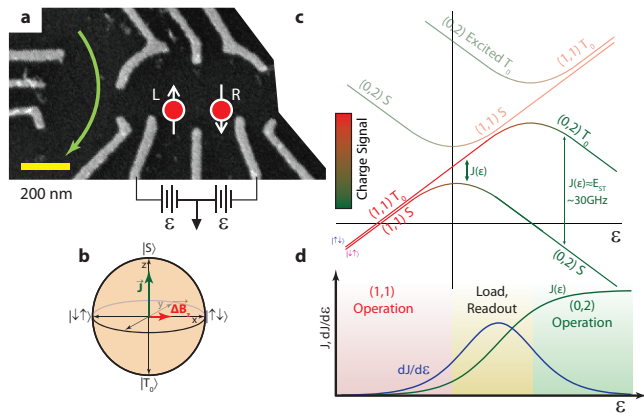 a
L
R
200 nm
ε
ε
b
|S⟩
z
J
y
ΔB
z
x
|↓↑⟩
|↑↓⟩
|T₀⟩
c
(0,2) Excited T₀
(1,1) T₀
(0,2) S
(1,1) S
(0,2) T₀
Charge Signal
J(ε)
J(ε)≈E_ST
~30GHz
(1,1) T₀
(1,1) S
ε
|↑↓⟩
|↓↑⟩
(0,2) S
d
(1,1)
Operation
Load,
Readout
J(ε)
(0,2)
Operation
dJ/dε
J, dJ/dε
ε